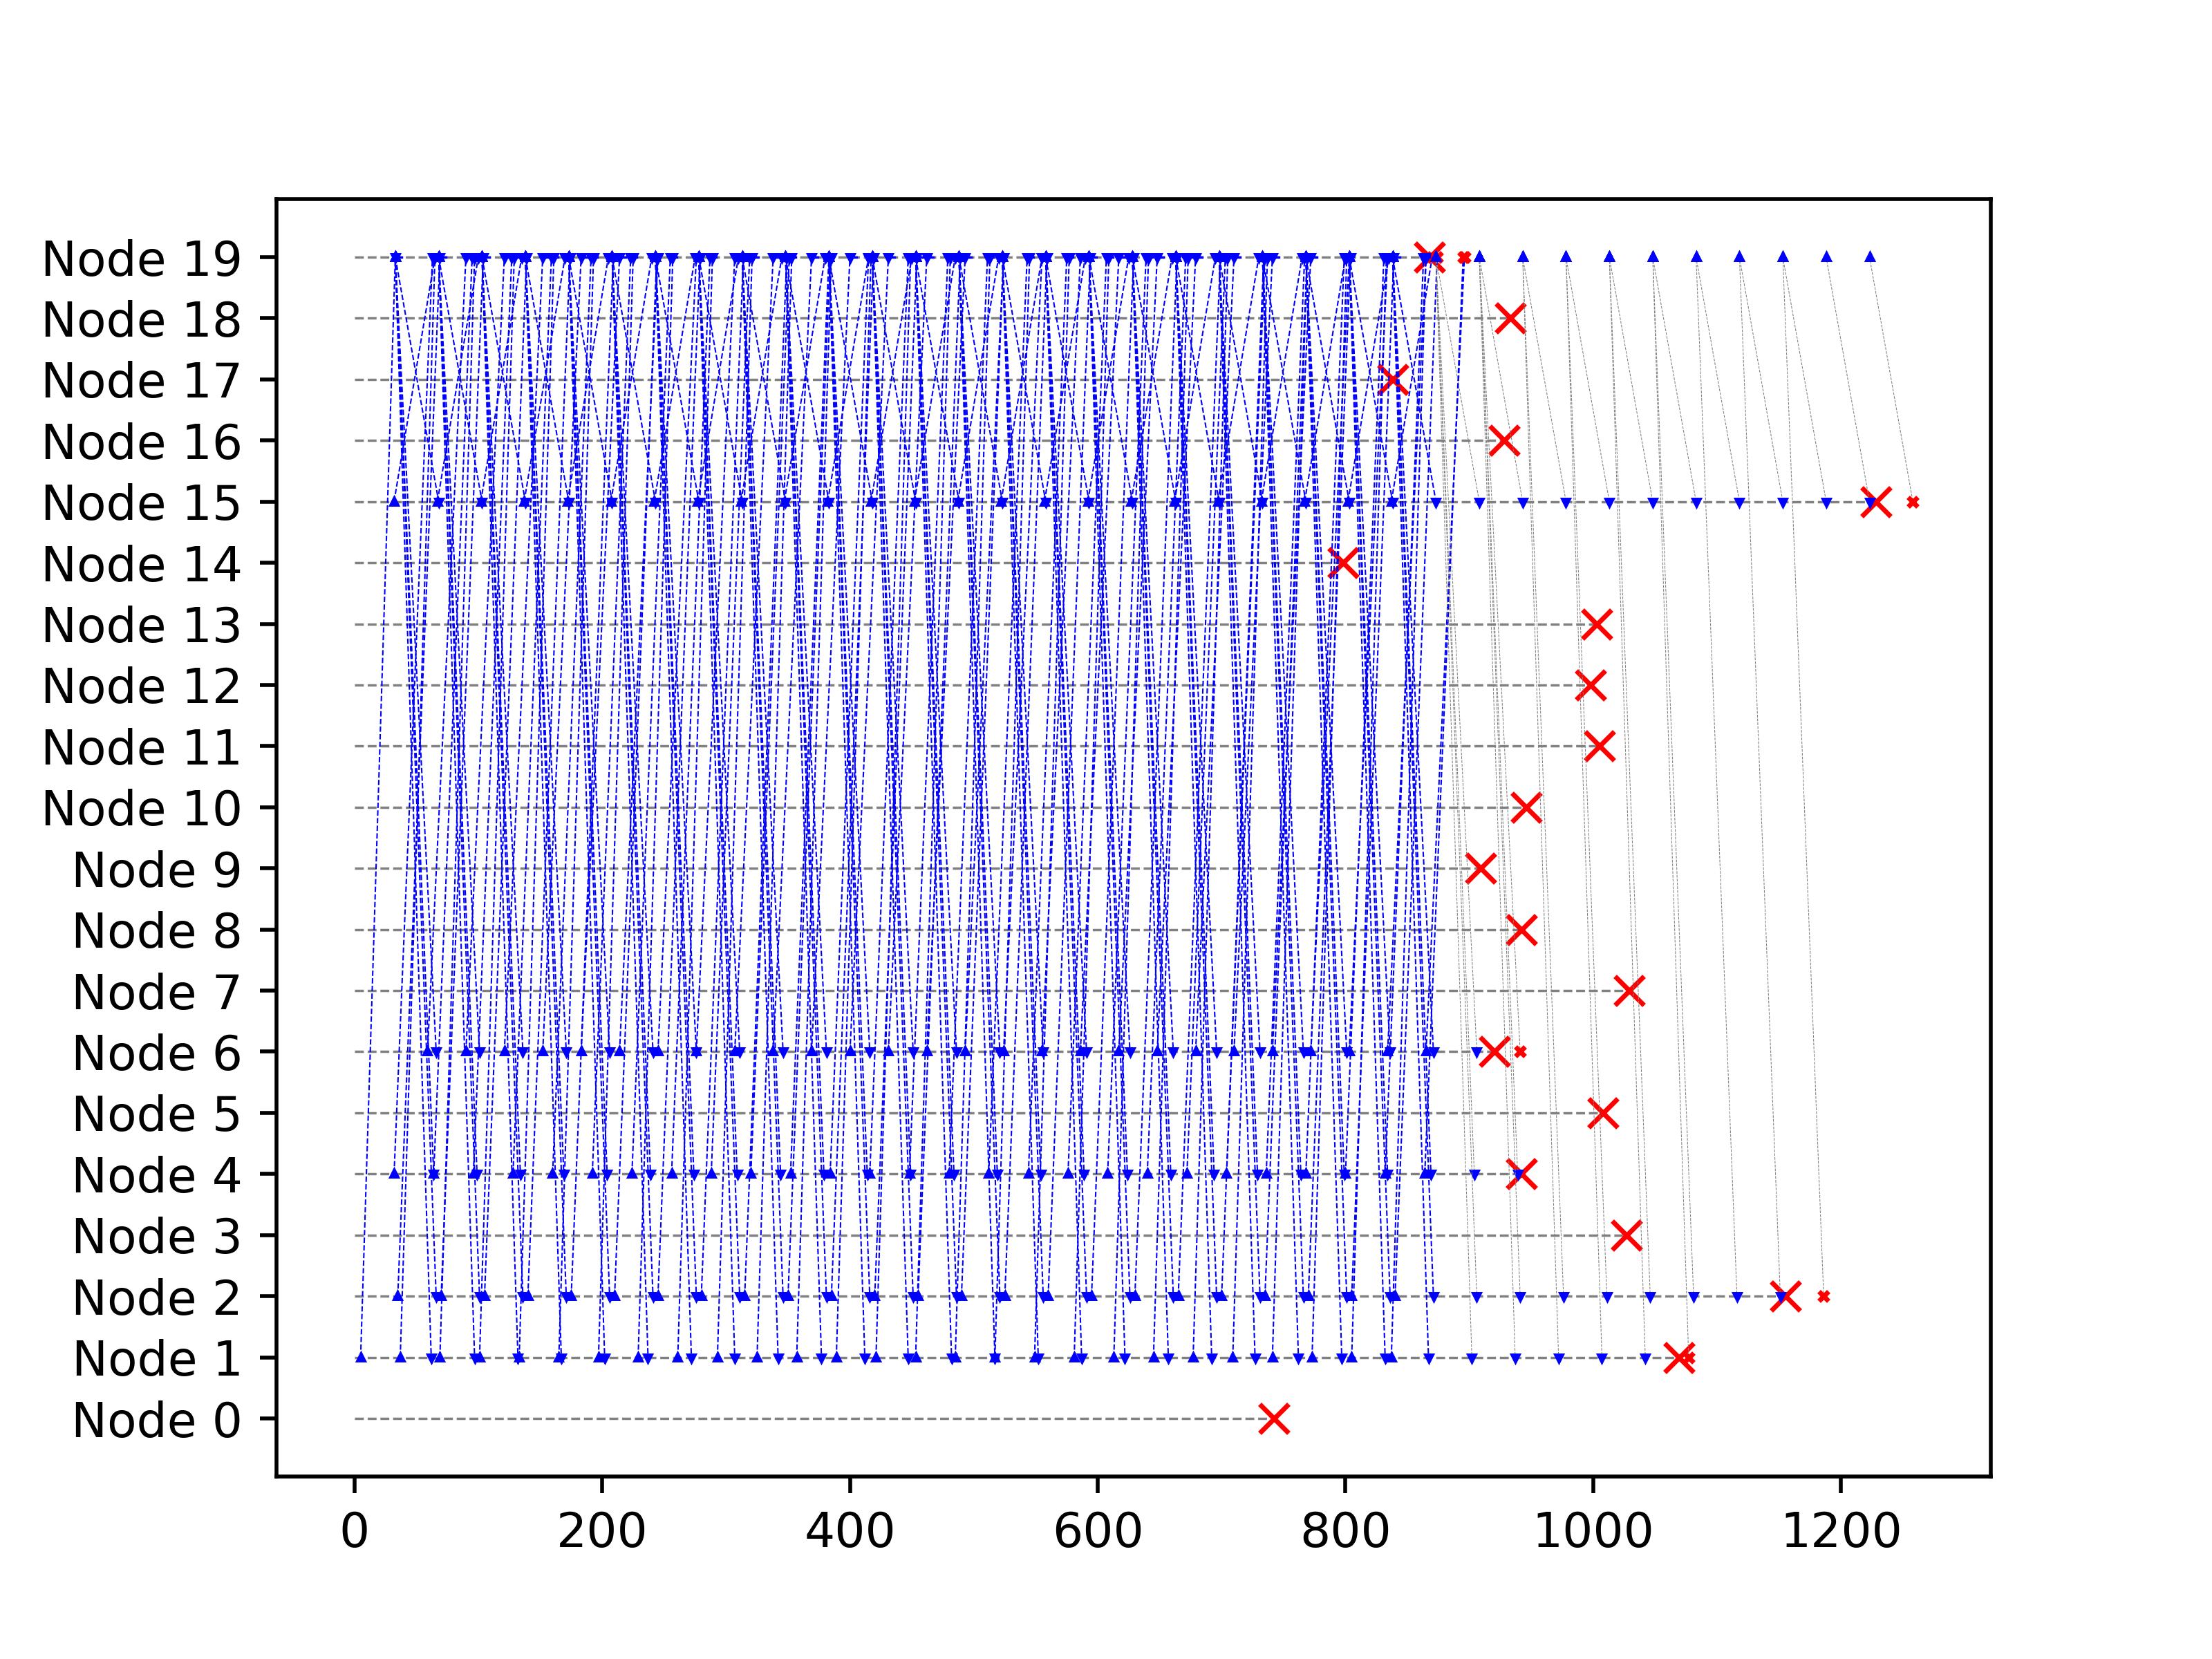 Node 19
Node 18
Node 17
Node 16
Node 15
Node 14
Node 13
Node 12
Node 11
Node 10
Node 9
Node 8
Node 7
Node 6
Node 5
Node 4
Node 3
Node 2
Node 1
Node 0
0 200 400 600 800 1000 1200